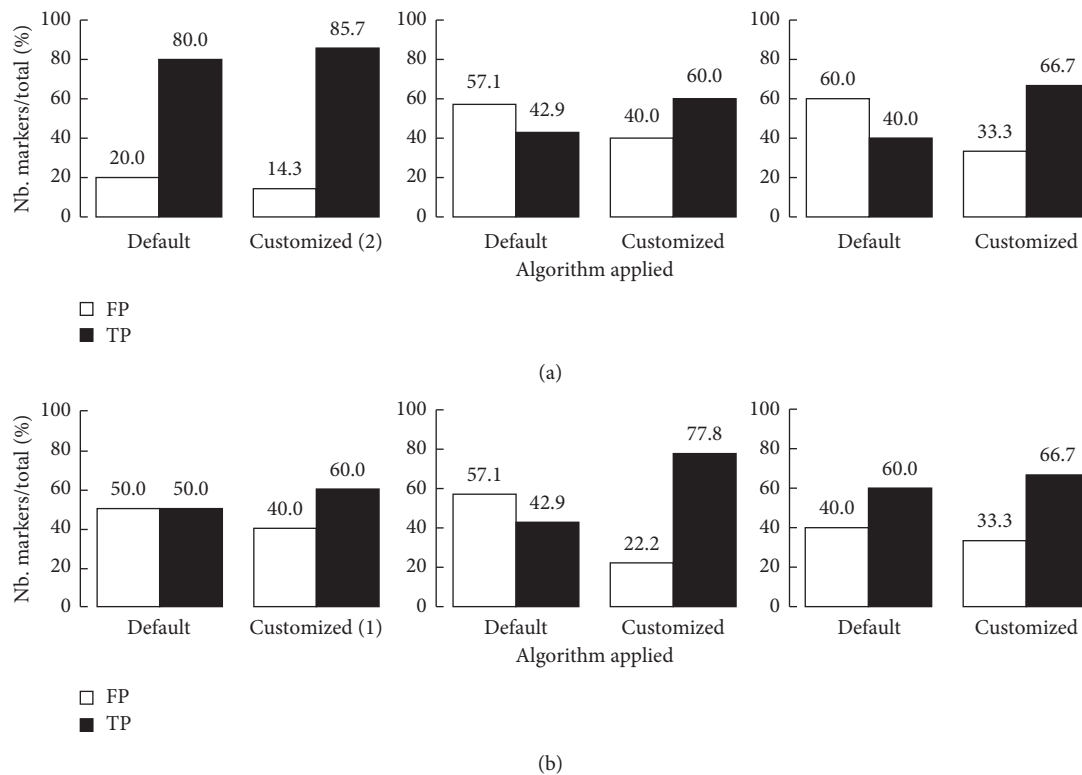 Nb. markers/total (%)
100
80
60
40
20
0
20.0
80.0
14.3
85.7
Default
Customized (2)
100
80
60
40
20
0
57.1
42.9
40.0
60.0
Default
Customized
100
80
60
40
20
0
60.0
40.0
33.3
66.7
Default
Customized
Algorithm applied
FP
TP
(a)
Nb. markers/total (%)
100
80
60
40
20
0
50.0
50.0
40.0
60.0
Default
Customized (1)
100
80
60
40
20
0
57.1
42.9
22.2
77.8
Default
Customized
100
80
60
40
20
0
40.0
60.0
33.3
66.7
Default
Customized
Algorithm applied
FP
TP
(b)